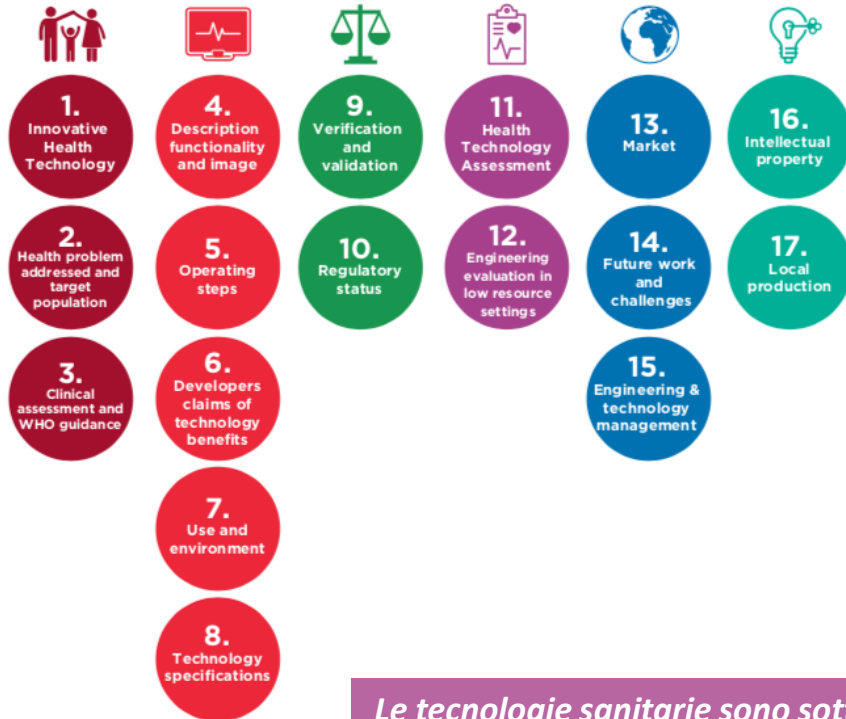 1.
Innovative
Health
Technology
2.
Health problem
addressed and
target
population
3.
Clinical
assessment and
WHO guidance
4.
Description
functionality
and image
5.
Operating
steps
6.
Developers
claims of
technology
benefits
7.
Use and
environment
8.
Technology
specifications
9.
Verification
and
validation
10.
Regulatory
status
11.
Health
Technology
Assessment
12.
Engineering
evaluation in
low resource
settings
13.
Market
14.
Future work
and
challenges
15.
Engineering &
technology
management
16.
Intellectual
property
17.
Local
production
Le tecnologie sanitarie sono sot